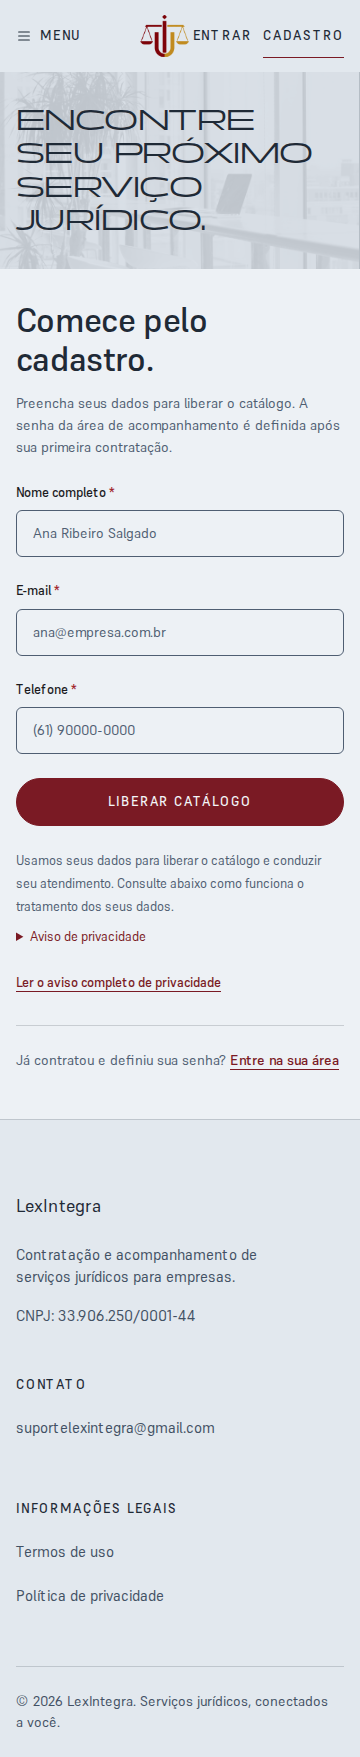 MENU
ENTRAR CADASTRO
ENCONTRE
SEU PRÓXIMO
SERVIÇO
JURÍDICO.
Comece pelo
cadastro.
Preencha seus dados para liberar o catálogo. A
senha da área de acompanhamento é definida após
sua primeira contratação.
Nome completo *
Ana Ribeiro Salgado
E-mail *
ana@empresa.com.br
Telefone *
(61) 90000-0000
LIBERAR CATÁLOGO
Usamos seus dados para liberar o catálogo e conduzir
seu atendimento. Consulte abaixo como funciona o
tratamento dos seus dados.
Aviso de privacidade
Ler o aviso completo de privacidade
Já contratou e definiu sua senha? Entre na sua área
LexIntegra
Contratação e acompanhamento de
serviços jurídicos para empresas.
CNPJ: 33.906.250/0001-44
CONTATO
suportelexintegra@gmail.com
INFORMAÇÕES LEGAIS
Termos de uso
Política de privacidade
© 2026 LexIntegra. Serviços jurídicos, conectados
a você.